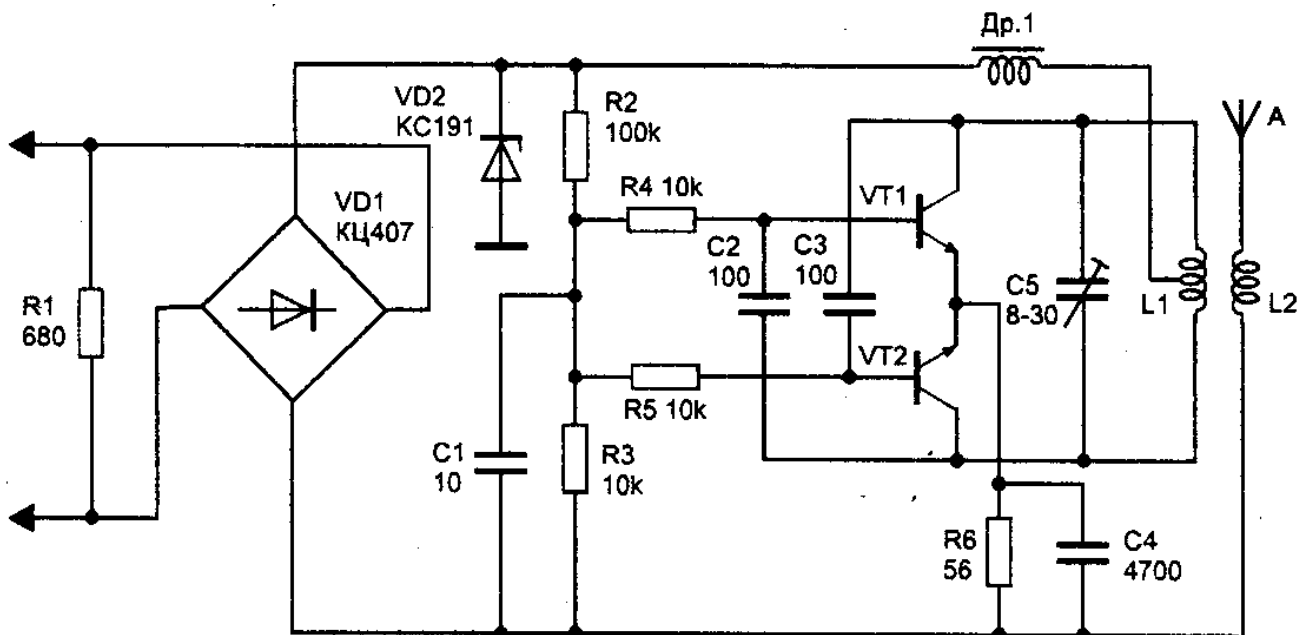 Др.1
VD2
КС191
R2
100k
A
VD1
КЦ407
R4 10k
VT1
C2
100
C3
100
R1
680
C5
8-30
L1
L2
VT2
R5 10k
C1
10
R3
10k
R6
56
C4
4700